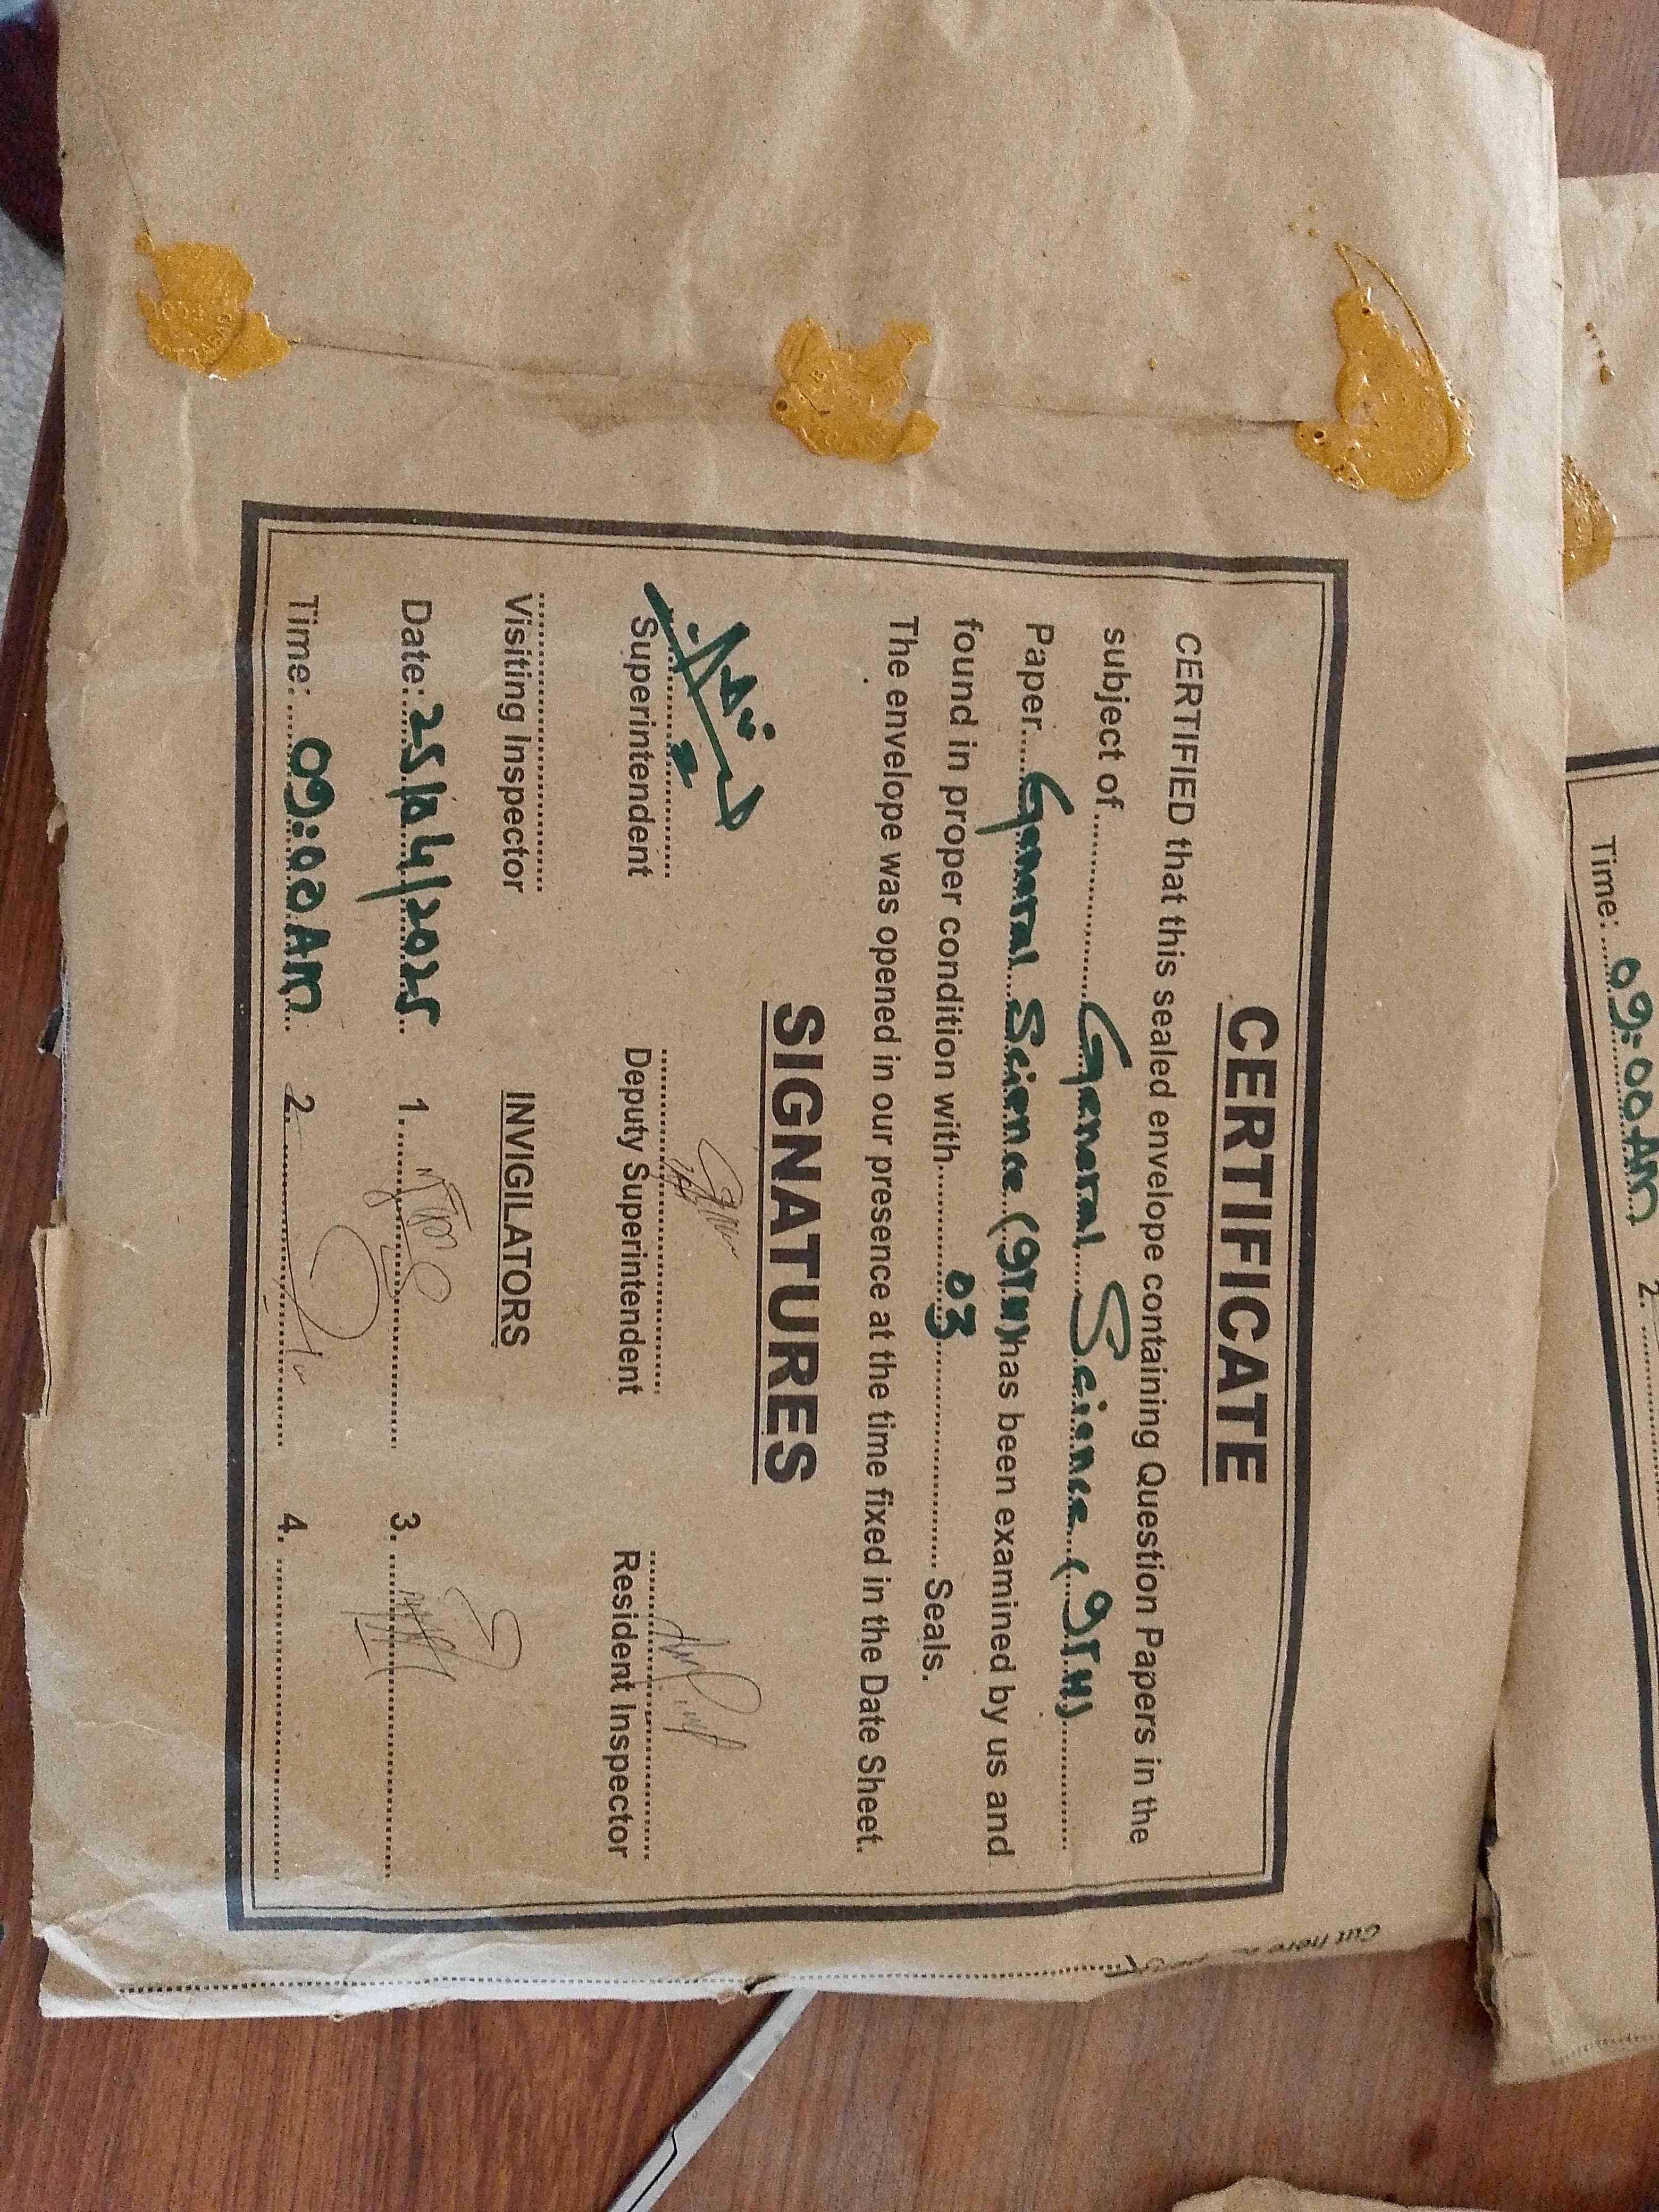 CERTIFICATE
CERTIFIED that this sealed envelope containing Question Papers in the
subject of General Science (9TH)
Paper General Science (9TH) has been examined by us and
found in proper condition with 03 Seals.
The envelope was opened in our presence at the time fixed in the Date Sheet.
SIGNATURES
Superintendent Deputy Superintendent Resident Inspector
Visiting Inspector INVIGILATORS
Date: 25/04/2025 1. 3.
Time: 09:00 AM 2. 4.
Cut here
Time: 09:00 AM 2.